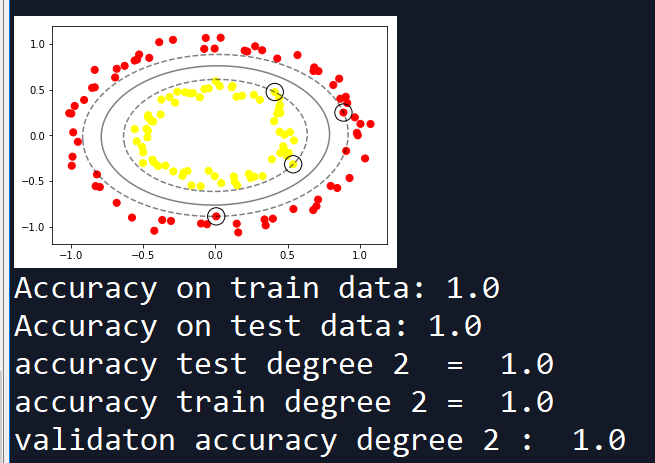 1.0
0.5
0.0
−0.5
−1.0
−1.0 −0.5 0.0 0.5 1.0
Accuracy on train data: 1.0
Accuracy on test data: 1.0
accuracy test degree 2  =  1.0
accuracy train degree 2 =  1.0
validaton accuracy degree 2 :  1.0